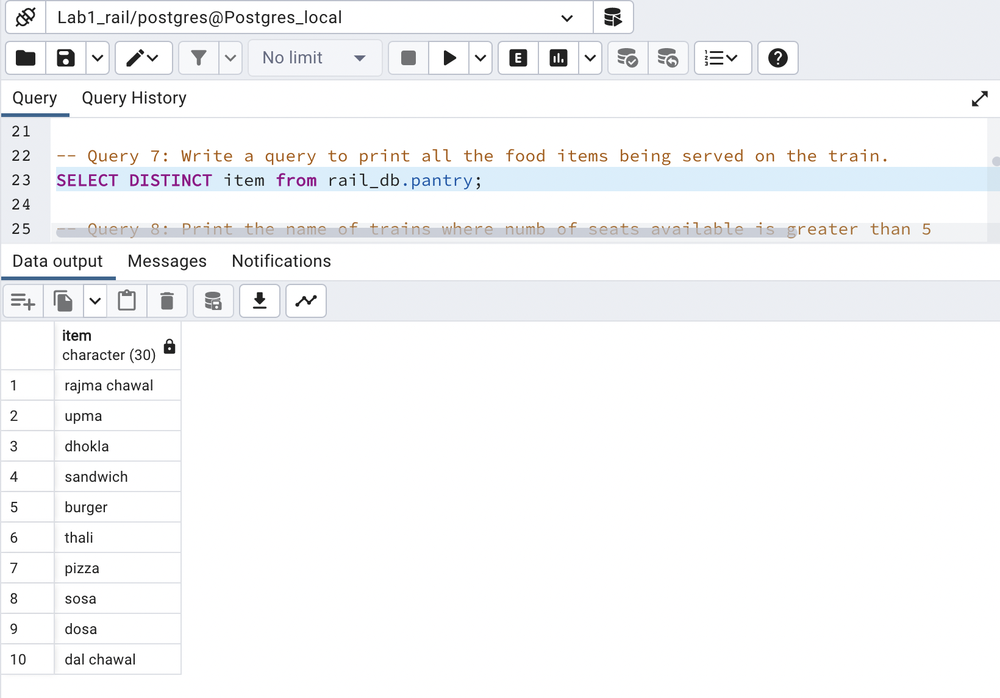 Lab1_rail/postgres@Postgres_local
No limit
E
1
2
3
?
Query Query History
21
22 -- Query 7: Write a query to print all the food items being served on the train.
23 SELECT DISTINCT item from rail_db.pantry;
24
25 -- Query 8: Print the name of trains where numb of seats available is greater than 5
Data output Messages Notifications
item
character (30)
1 rajma chawal
2 upma
3 dhokla
4 sandwich
5 burger
6 thali
7 pizza
8 sosa
9 dosa
10 dal chawal